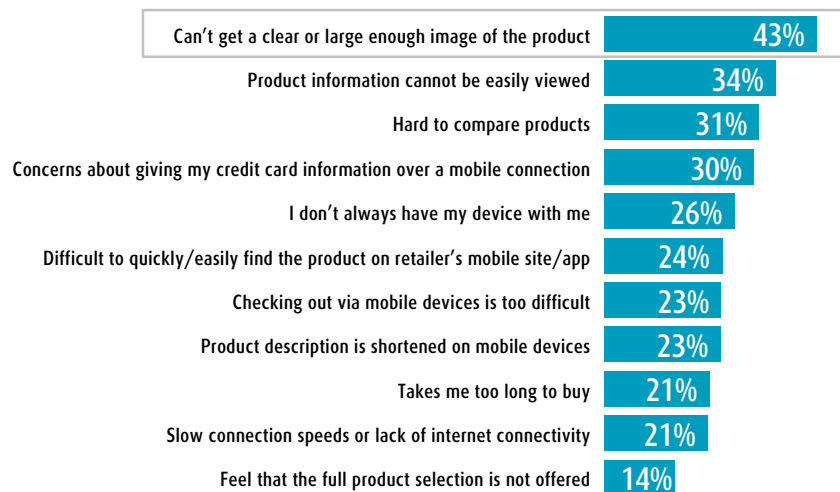 Can’t get a clear or large enough image of the product 43%
Product information cannot be easily viewed 34%
Hard to compare products 31%
Concerns about giving my credit card information over a mobile connection 30%
I don’t always have my device with me 26%
Difficult to quickly/easily find the product on retailer’s mobile site/app 24%
Checking out via mobile devices is too difficult 23%
Product description is shortened on mobile devices 23%
Takes me too long to buy 21%
Slow connection speeds or lack of internet connectivity 21%
Feel that the full product selection is not offered 14%